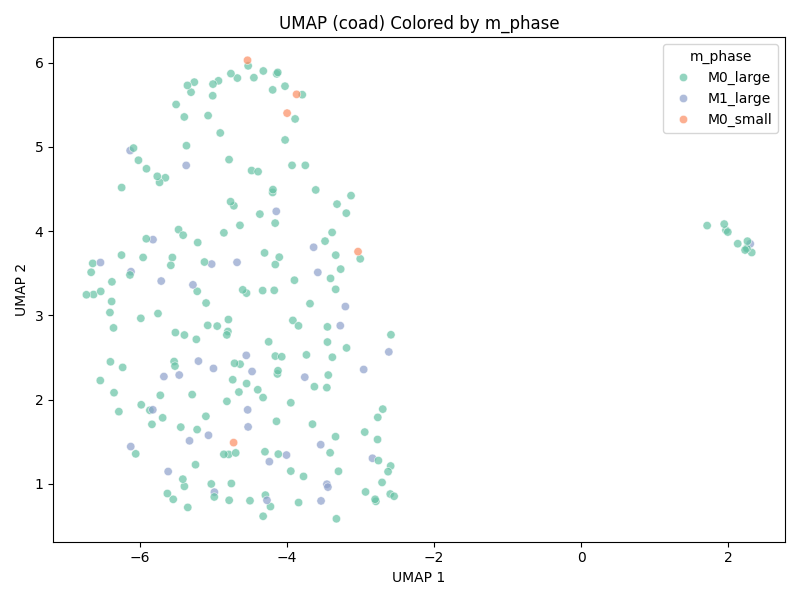 UMAP (coad) Colored by m_phase
m_phase
M0_large
M1_large
M0_small
6
5
4
3
2
1
UMAP 2
−6
−4
−2
0
2
UMAP 1